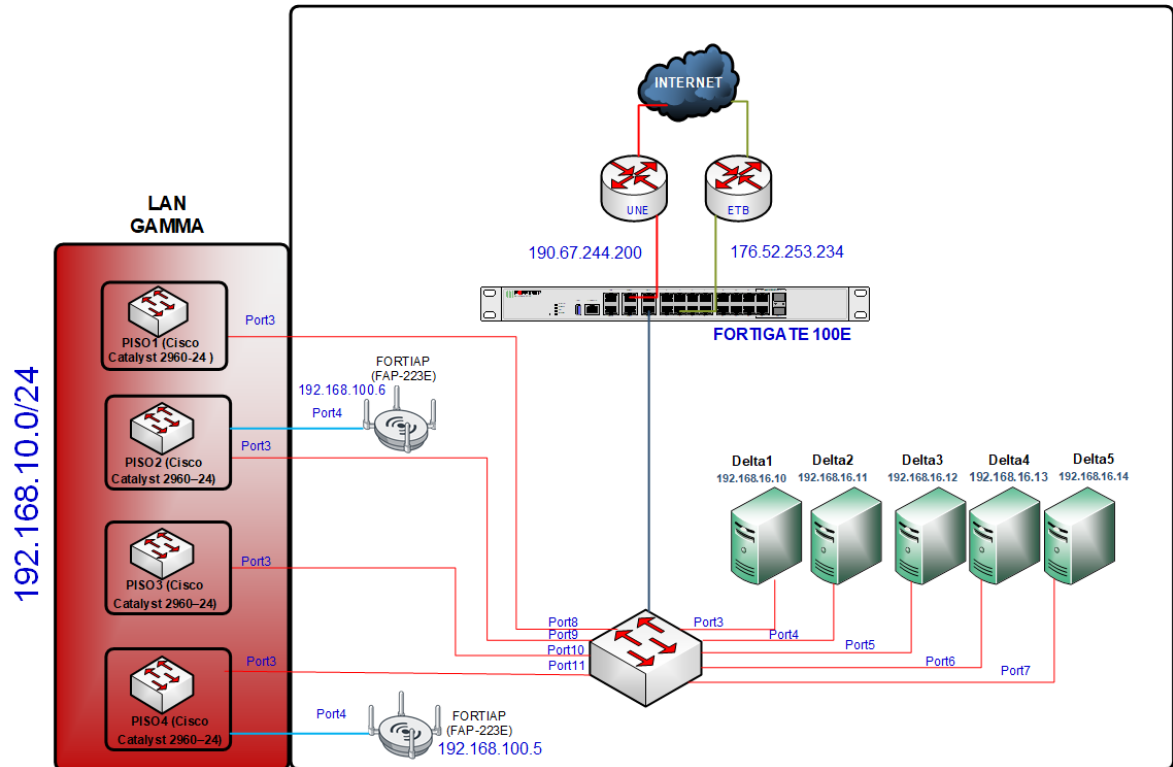 INTERNET
UNE
ETB
190.67.244.200
176.52.253.234
FORTIGATE 100E
LAN
GAMMA
192.168.10.0/24
PISO1 (Cisco
Catalyst 2960-24 )
Port3
PISO2 (Cisco
Catalyst 2960–24)
Port4
Port3
FORTIAP
(FAP-223E)
192.168.100.6
PISO3 (Cisco
Catalyst 2960–24)
Port3
PISO4 (Cisco
Catalyst 2960–24)
Port3
Port4
FORTIAP
(FAP-223E)
192.168.100.5
Port8
Port9
Port10
Port11
Port3
Port4
Port5
Port6
Port7
Delta1
192.168.16.10
Delta2
192.168.16.11
Delta3
192.168.16.12
Delta4
192.168.16.13
Delta5
192.168.16.14